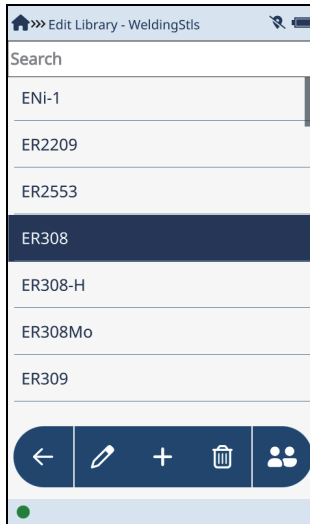 »» Edit Library - WeldingStls
Search
ENi-1
ER2209
ER2553
ER308
ER308-H
ER308Mo
ER309